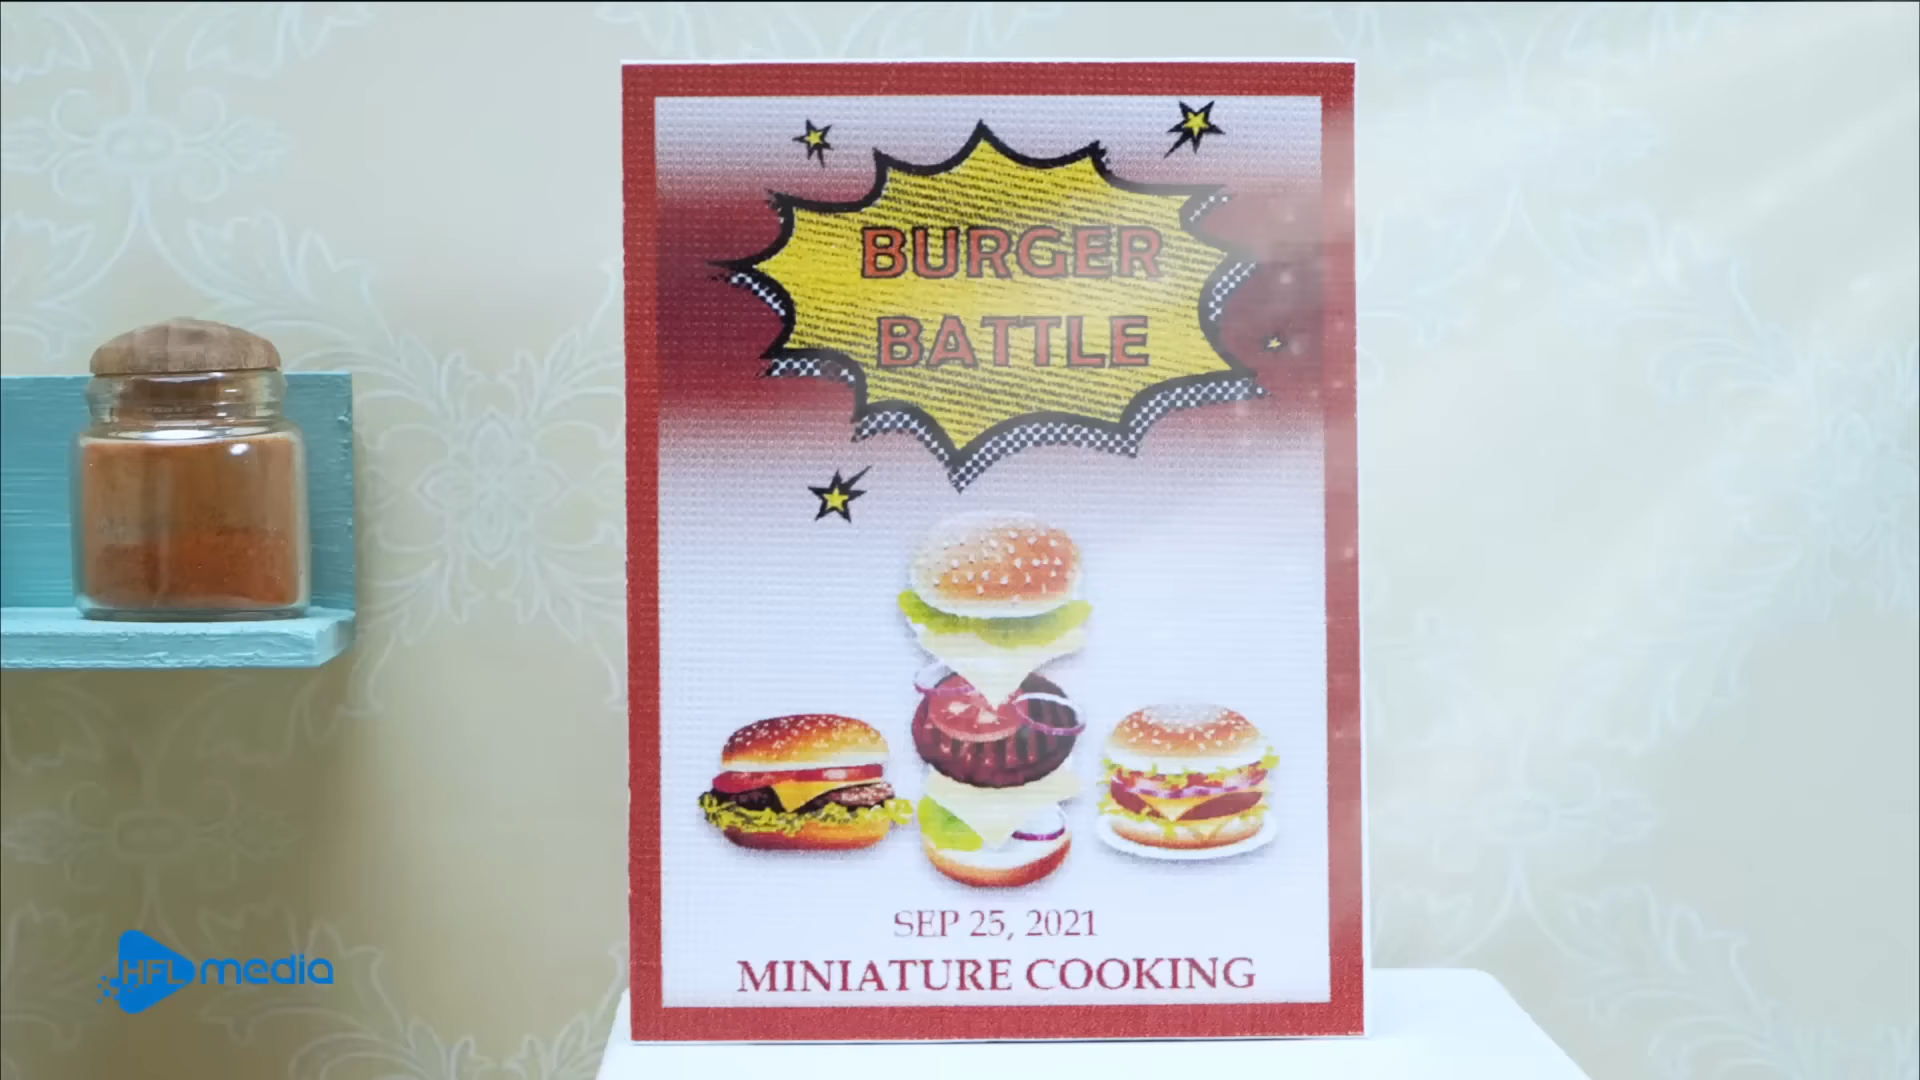 BURGER
BATTLE
SEP 25, 2021
MINIATURE COOKING
HFL media